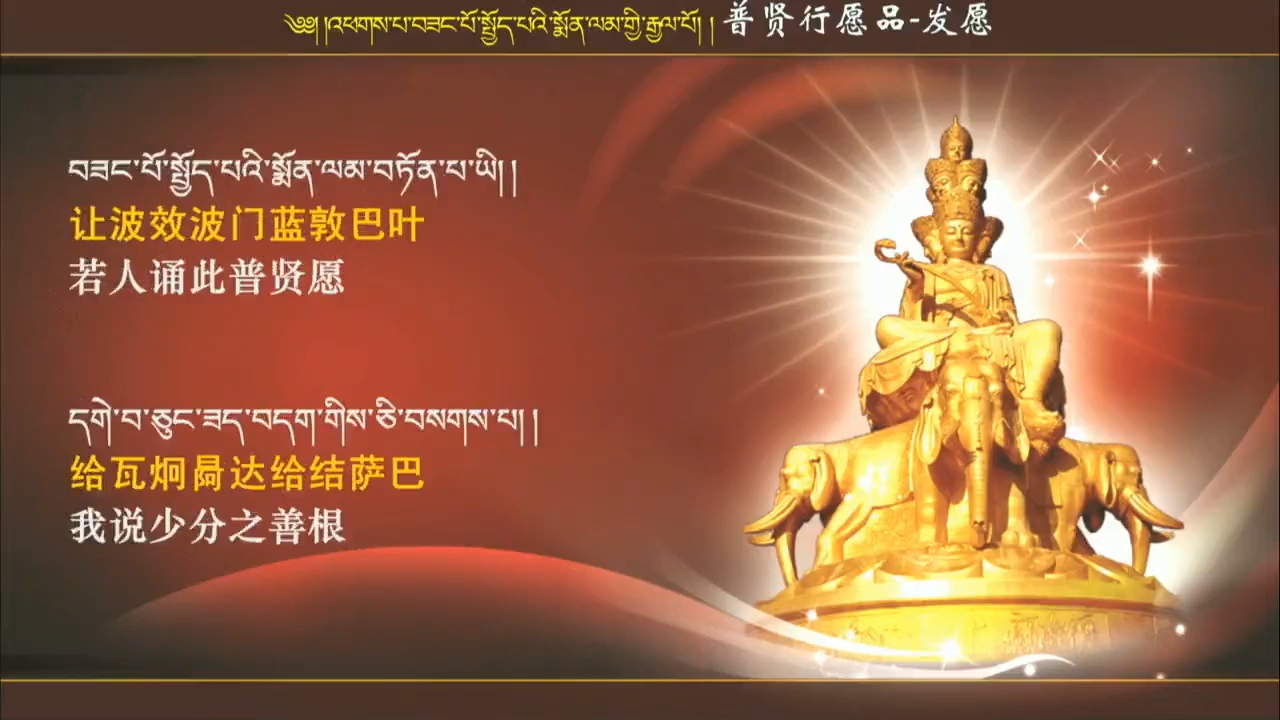 ༄༅། །འཕགས་པ་བཟང་པོ་སྤྱོད་པའི་སྨོན་ལམ་གྱི་རྒྱལ་པོ། །普贤行愿品-发愿
བཟང་པོ་སྤྱོད་པའི་སྨོན་ལམ་བཏོན་པ་ཡི། །
让波效波门蓝敦巴叶
若人诵此普贤愿
དགེ་བ་ཅུང་ཟད་བདག་གིས་ཅི་བསགས་པ། །
给瓦炯咼达给结萨巴
我说少分之善根